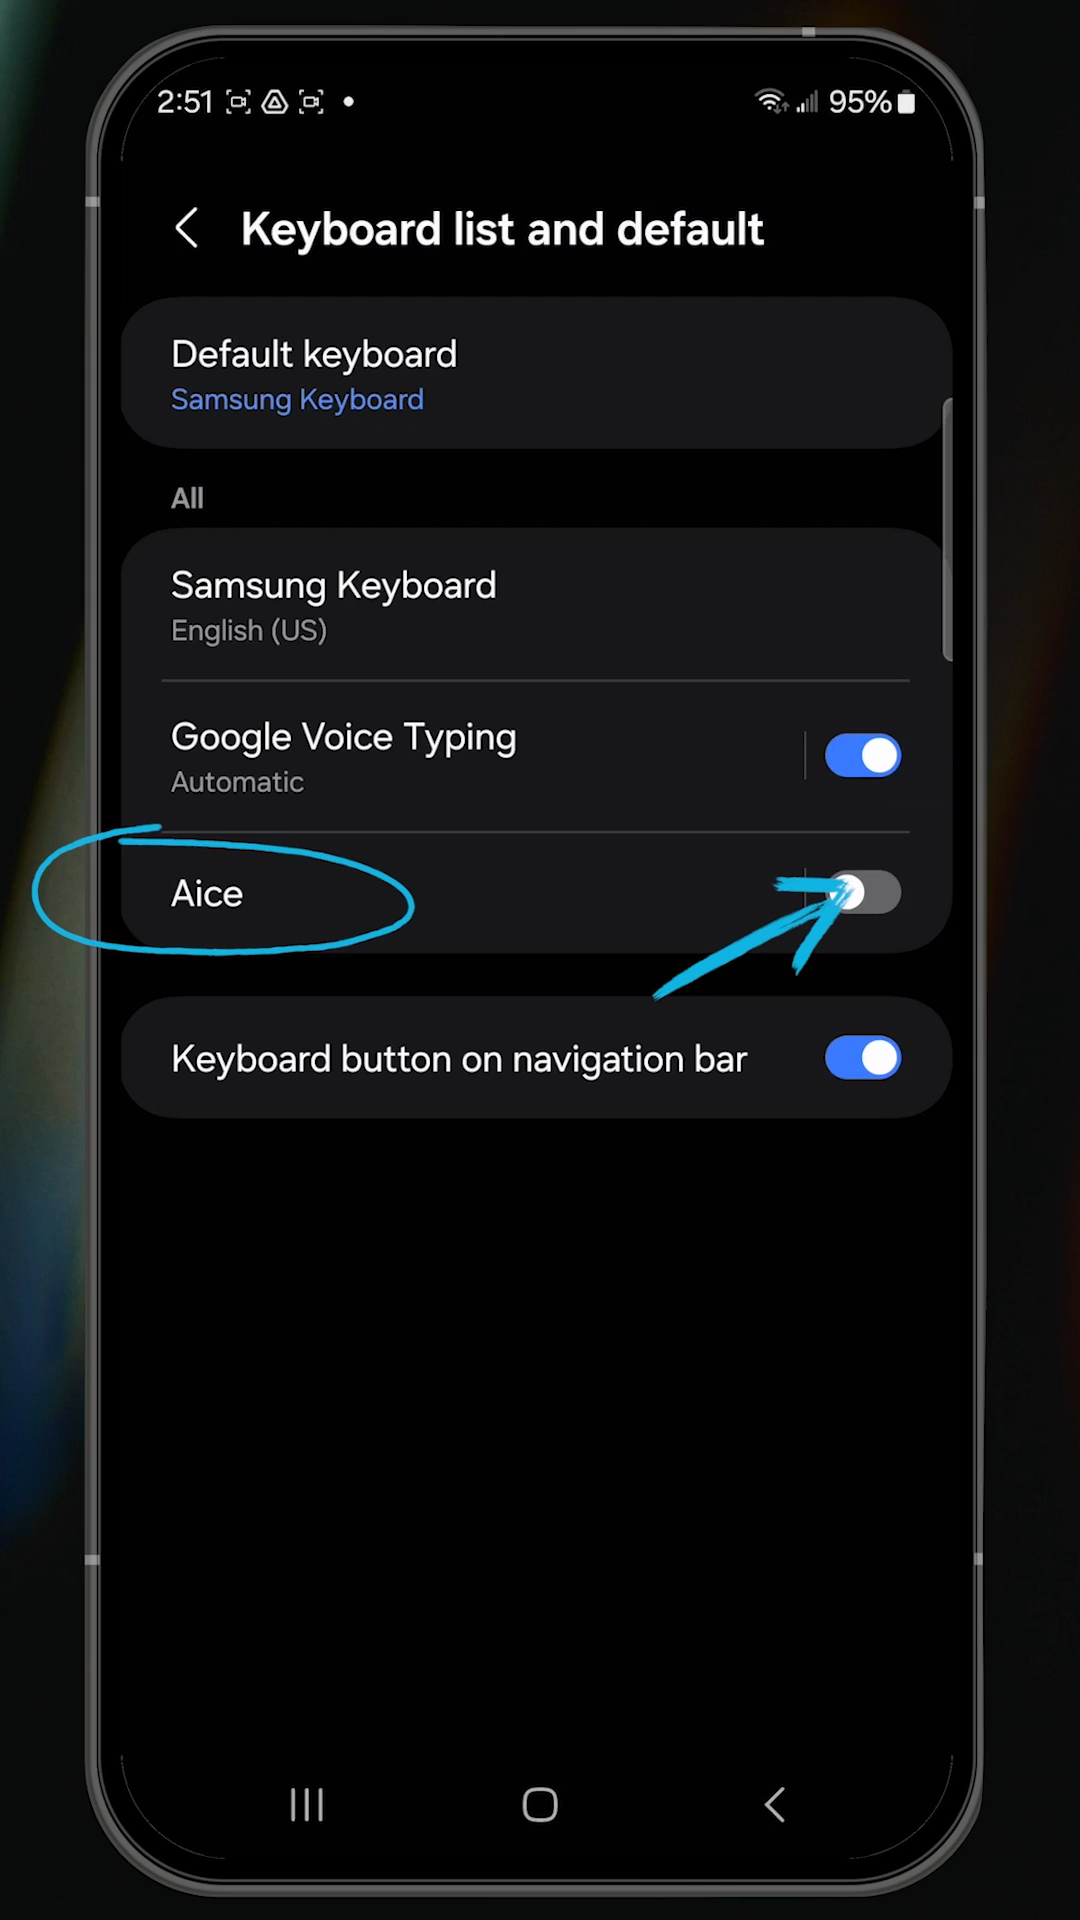 2:51
95%
Keyboard list and default
Default keyboard
Samsung Keyboard
All
Samsung Keyboard
English (US)
Google Voice Typing
Automatic
Aice
Keyboard button on navigation bar